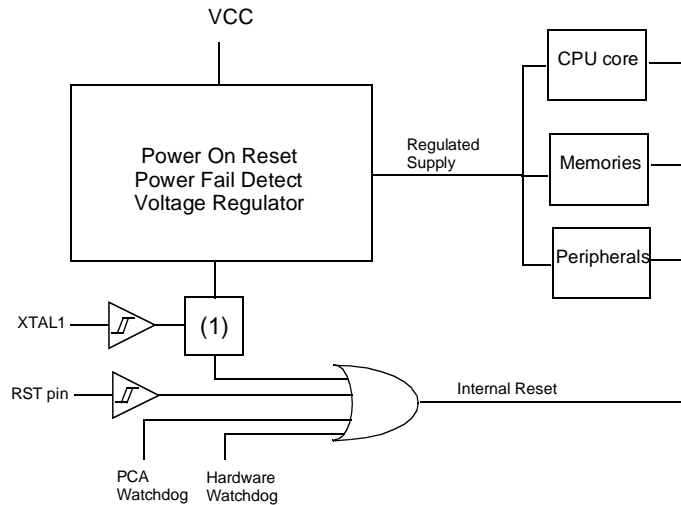 VCC
CPU core
Power On Reset
Power Fail Detect
Voltage Regulator
Regulated
Supply
Memories
Peripherals
XTAL1
(1)
RST pin
Internal Reset
PCA
Watchdog
Hardware
Watchdog